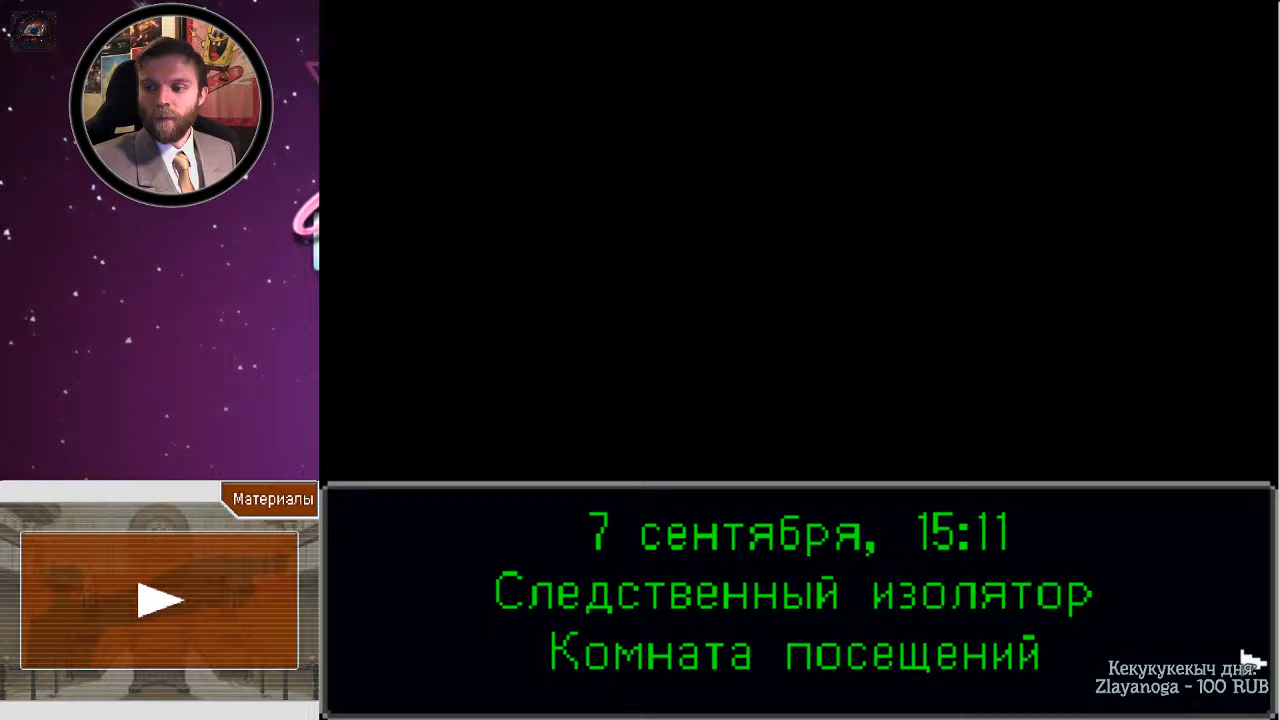 Материалы
7 сентября, 15:11
Следственный изолятор
Комната посещений
Кекукукекыч дня:
Zlayanoga - 100 RUB